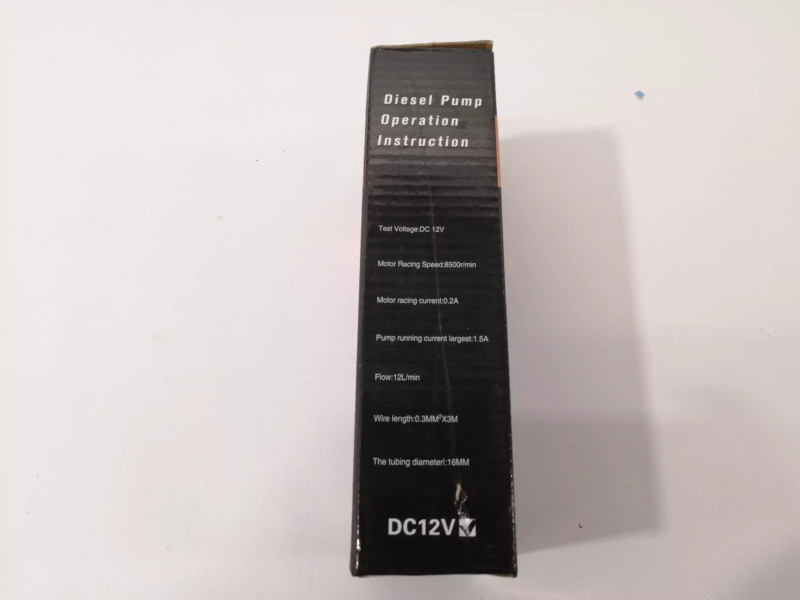 Diesel Pump
Operation
Instruction
Test Voltage:DC 12V
Motor Racing Speed:8500r/min
Motor racing current:0.2A
Pump running current largest:1.5A
Flow:12L/min
Wire length:0.3MM²X3M
The tubing diameterl:16MM
DC12V